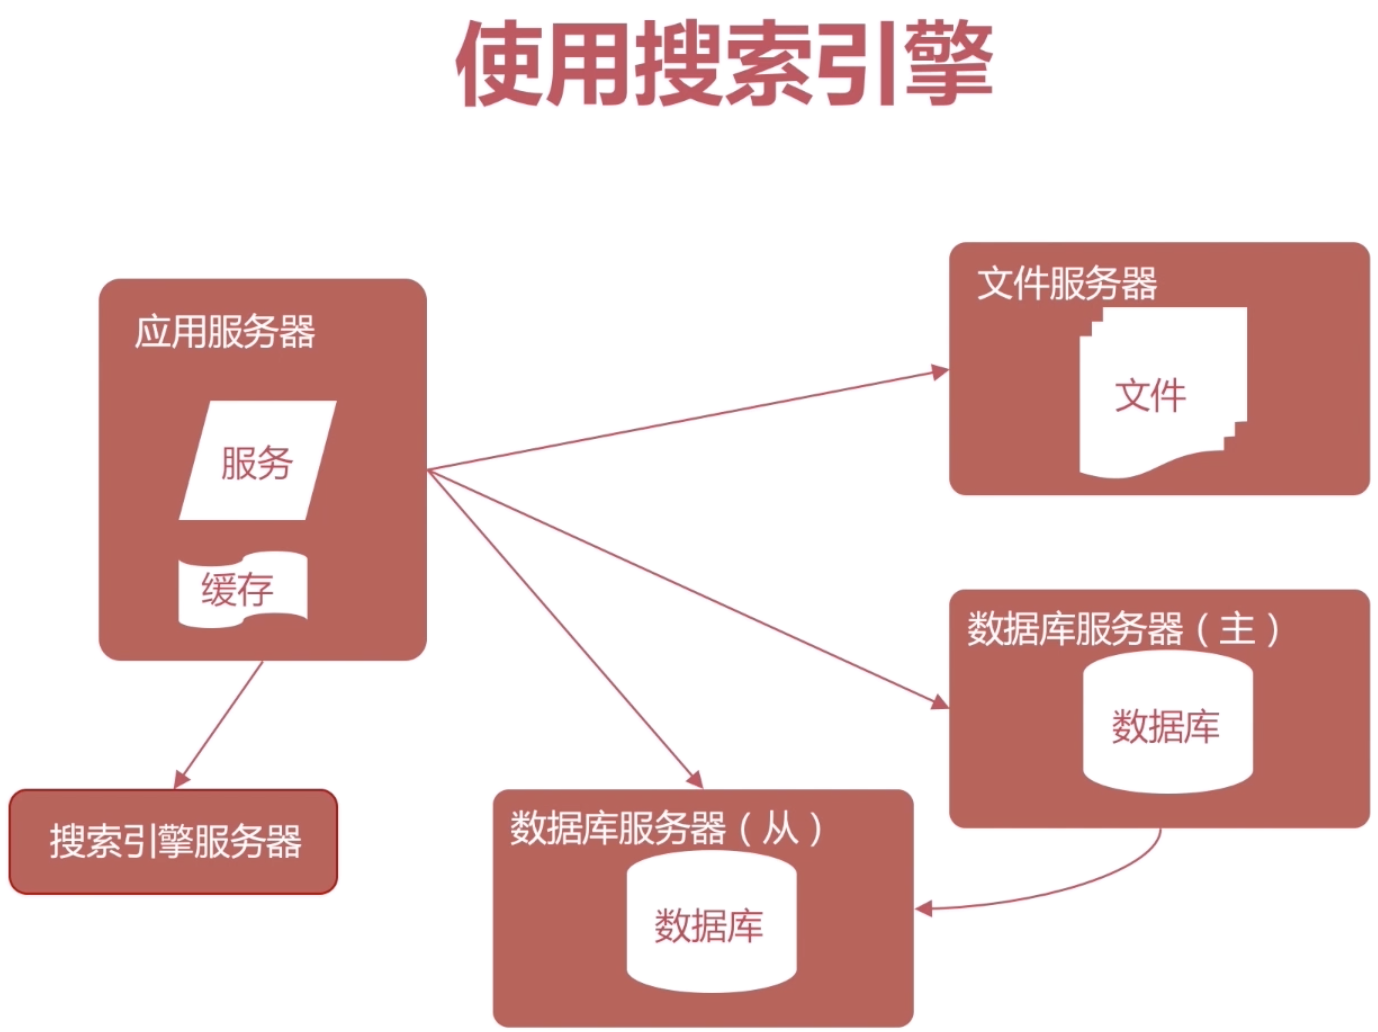 使用搜索引擎
应用服务器
服务
缓存
搜索引擎服务器
文件服务器
文件
数据库服务器（主）
数据库
数据库服务器（从）
数据库